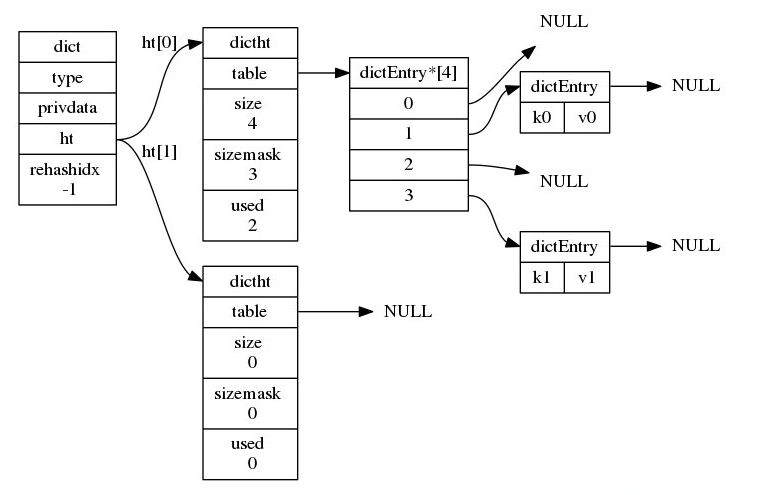 dict
type
privdata
ht
rehashidx
-1
ht[0]
ht[1]
dictht
table
size
4
sizemask
3
used
2
dictht
table
size
0
sizemask
0
used
0
NULL
dictEntry*[4]
0
1
2
3
NULL
dictEntry
k0 v0
NULL
NULL
dictEntry
k1 v1
NULL